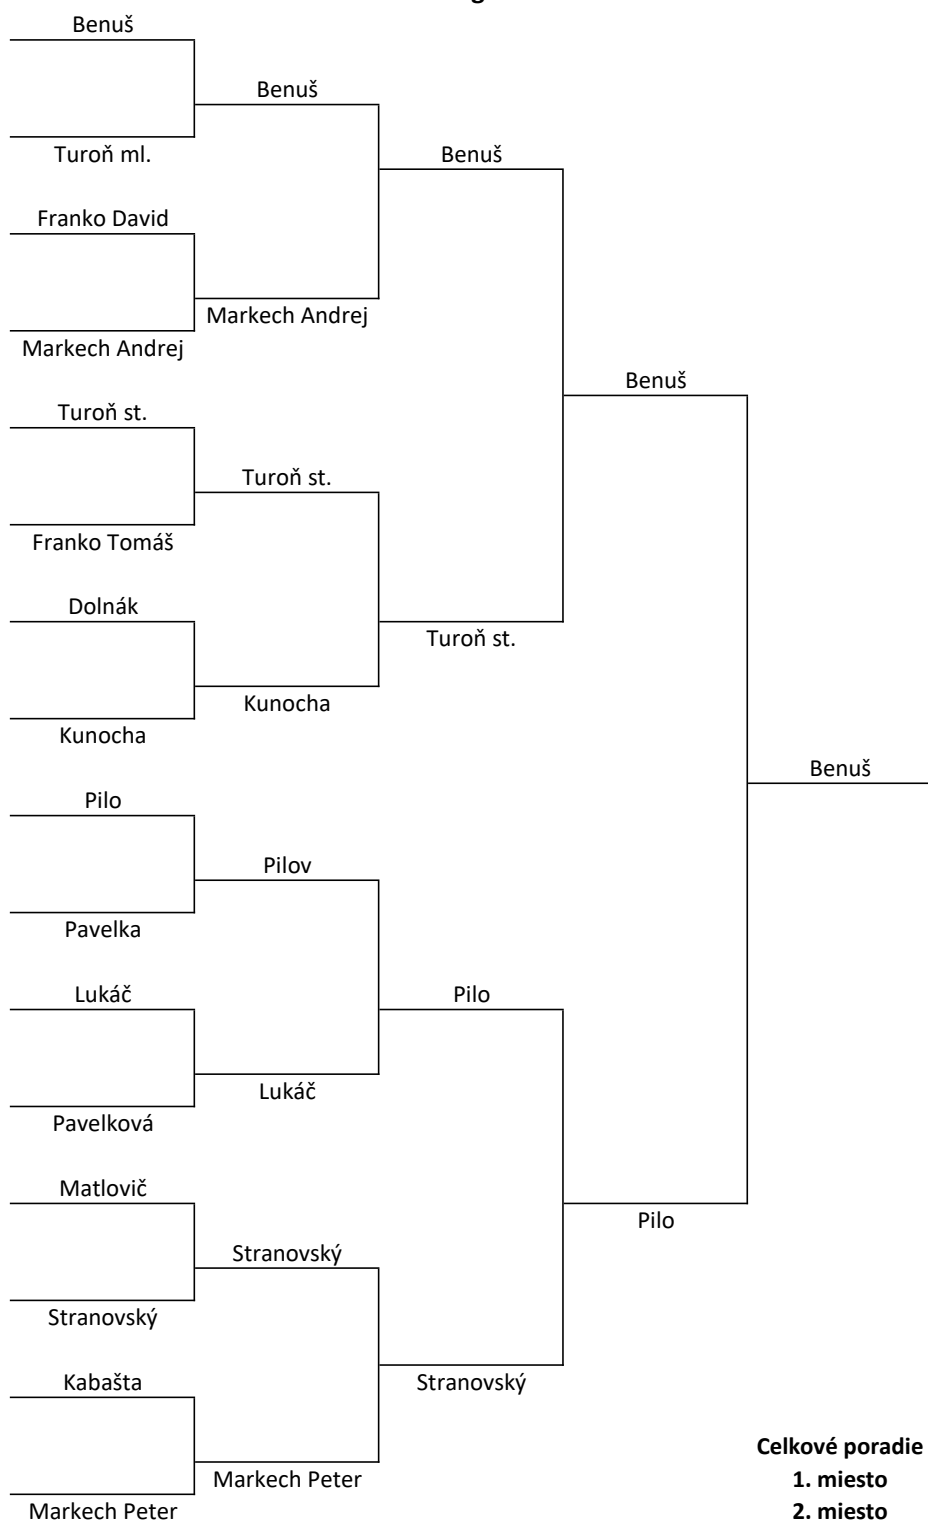 Benuš
Benuš
Turoň ml.
Benuš
Franko David
Markech Andrej
Markech Andrej
Benuš
Turoň st.
Turoň st.
Franko Tomáš
Dolnák
Turoň st.
Kunocha
Kunocha
Benuš
Pilo
Pilov
Pavelka
Lukáč
Pilo
Lukáč
Pavelková
Matlovič
Pilo
Stranovský
Stranovský
Kabašta
Stranovský
Celkové poradie
Markech Peter
1. miesto
Markech Peter
2. miesto